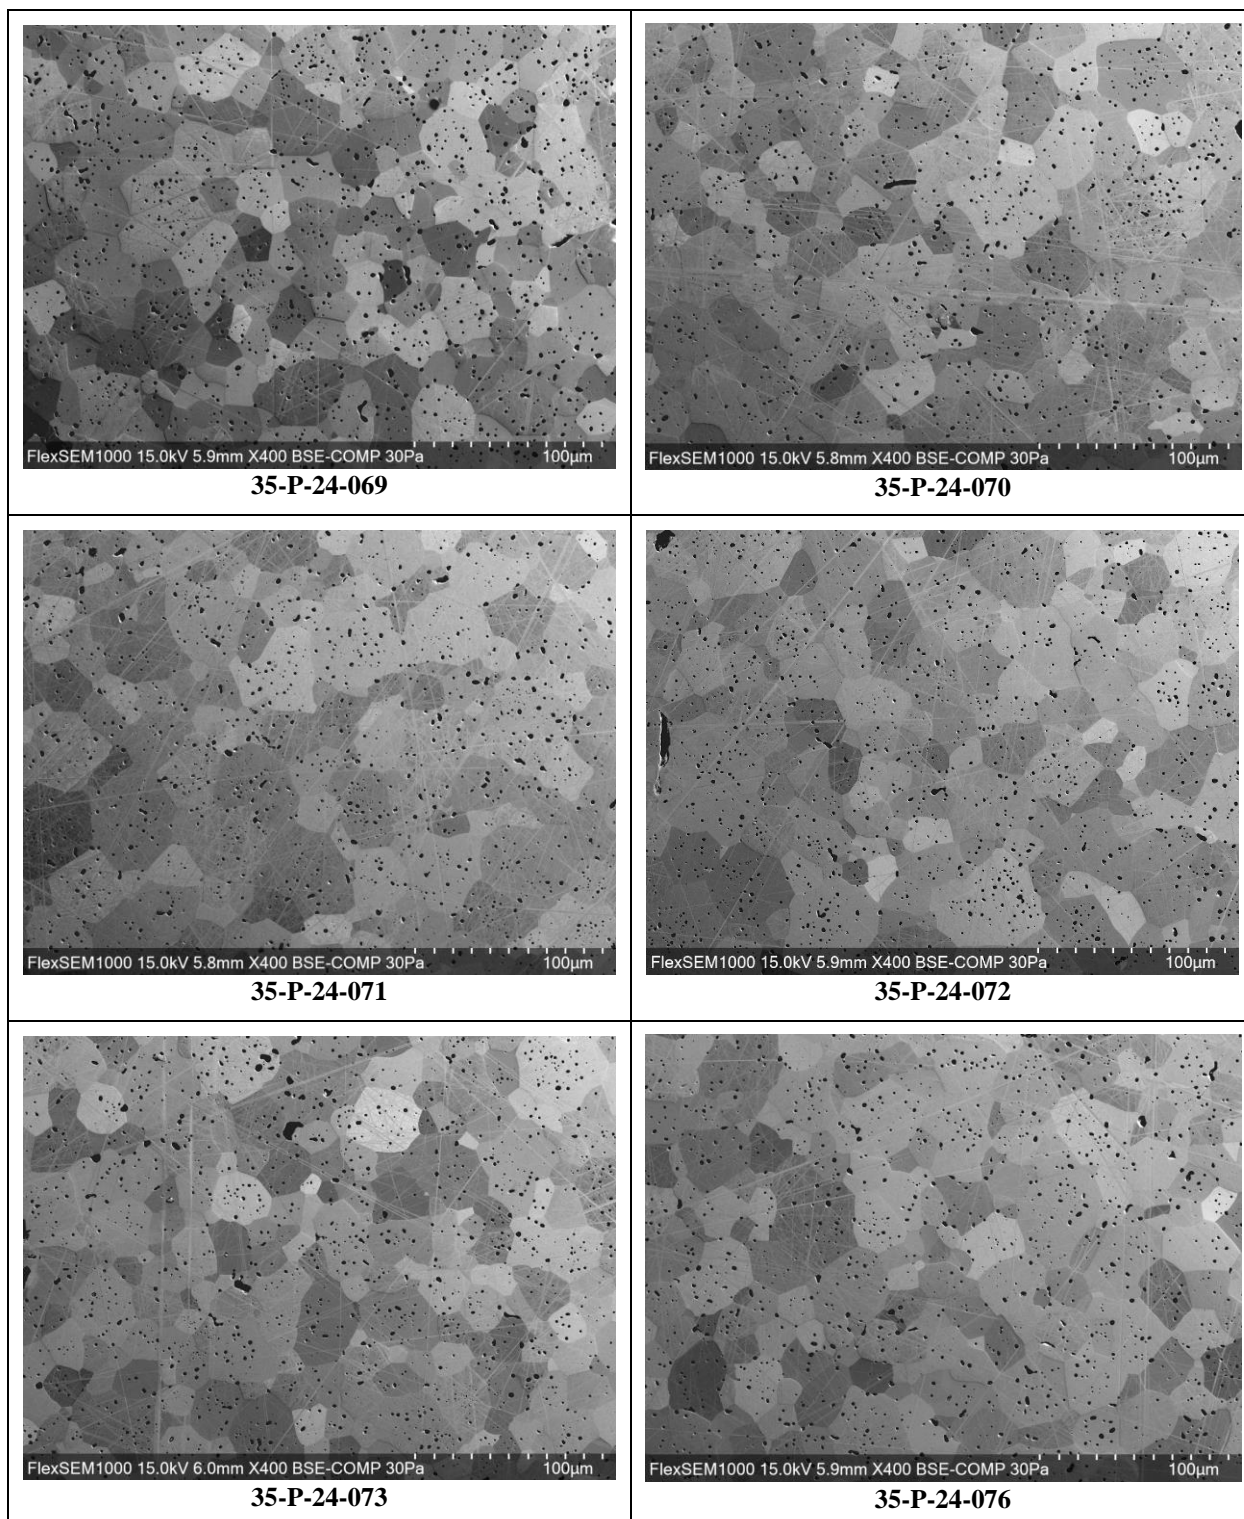 FlexSEM1000 15.0kV 5.9mm X400 BSE-COMP 30Pa 100µm
35-P-24-069
FlexSEM1000 15.0kV 5.8mm X400 BSE-COMP 30Pa 100µm
35-P-24-070
FlexSEM1000 15.0kV 5.8mm X400 BSE-COMP 30Pa 100µm
35-P-24-071
FlexSEM1000 15.0kV 5.9mm X400 BSE-COMP 30Pa 100µm
35-P-24-072
FlexSEM1000 15.0kV 6.0mm X400 BSE-COMP 30Pa 100µm
35-P-24-073
FlexSEM1000 15.0kV 5.9mm X400 BSE-COMP 30Pa 100µm
35-P-24-076